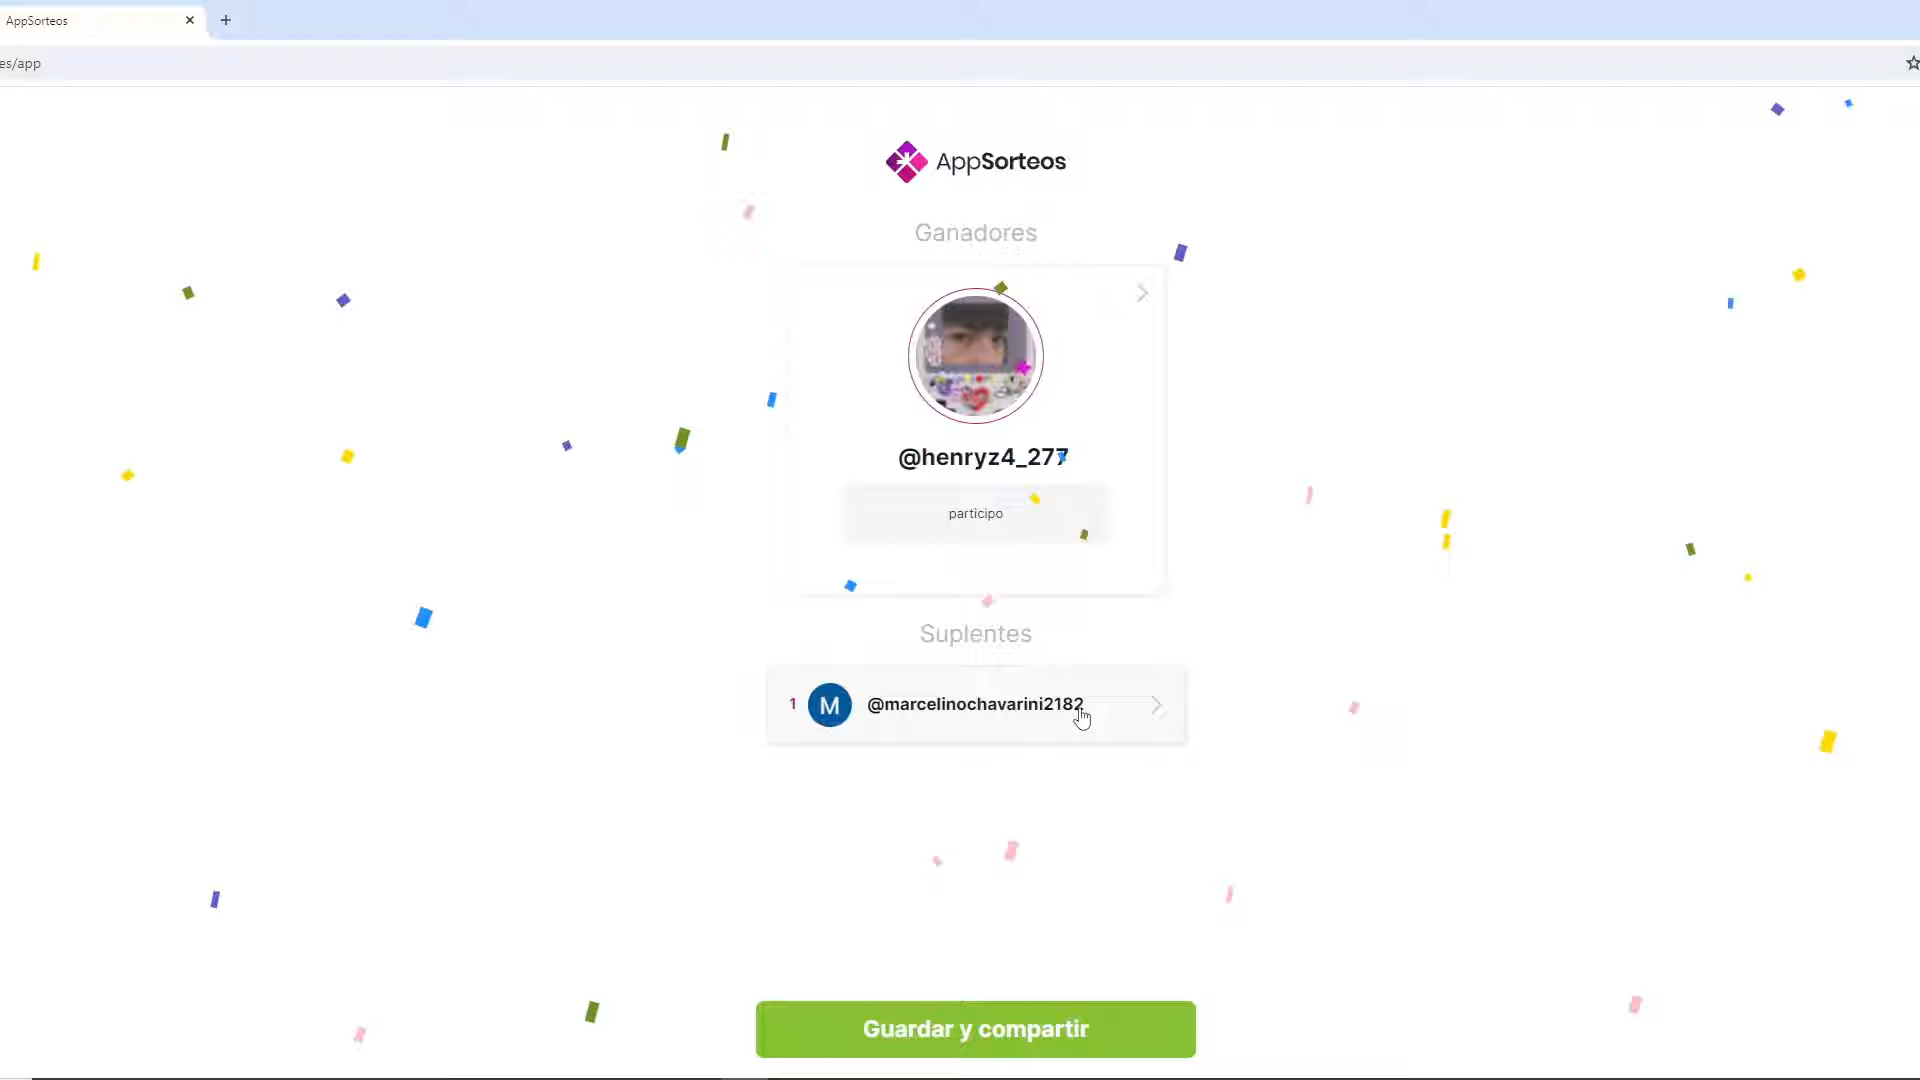 AppSorteos
es/app
AppSorteos
Ganadores
@henryz4_277
participo
Suplentes
1 M @marcelinochavarini2182
Guardar y compartir